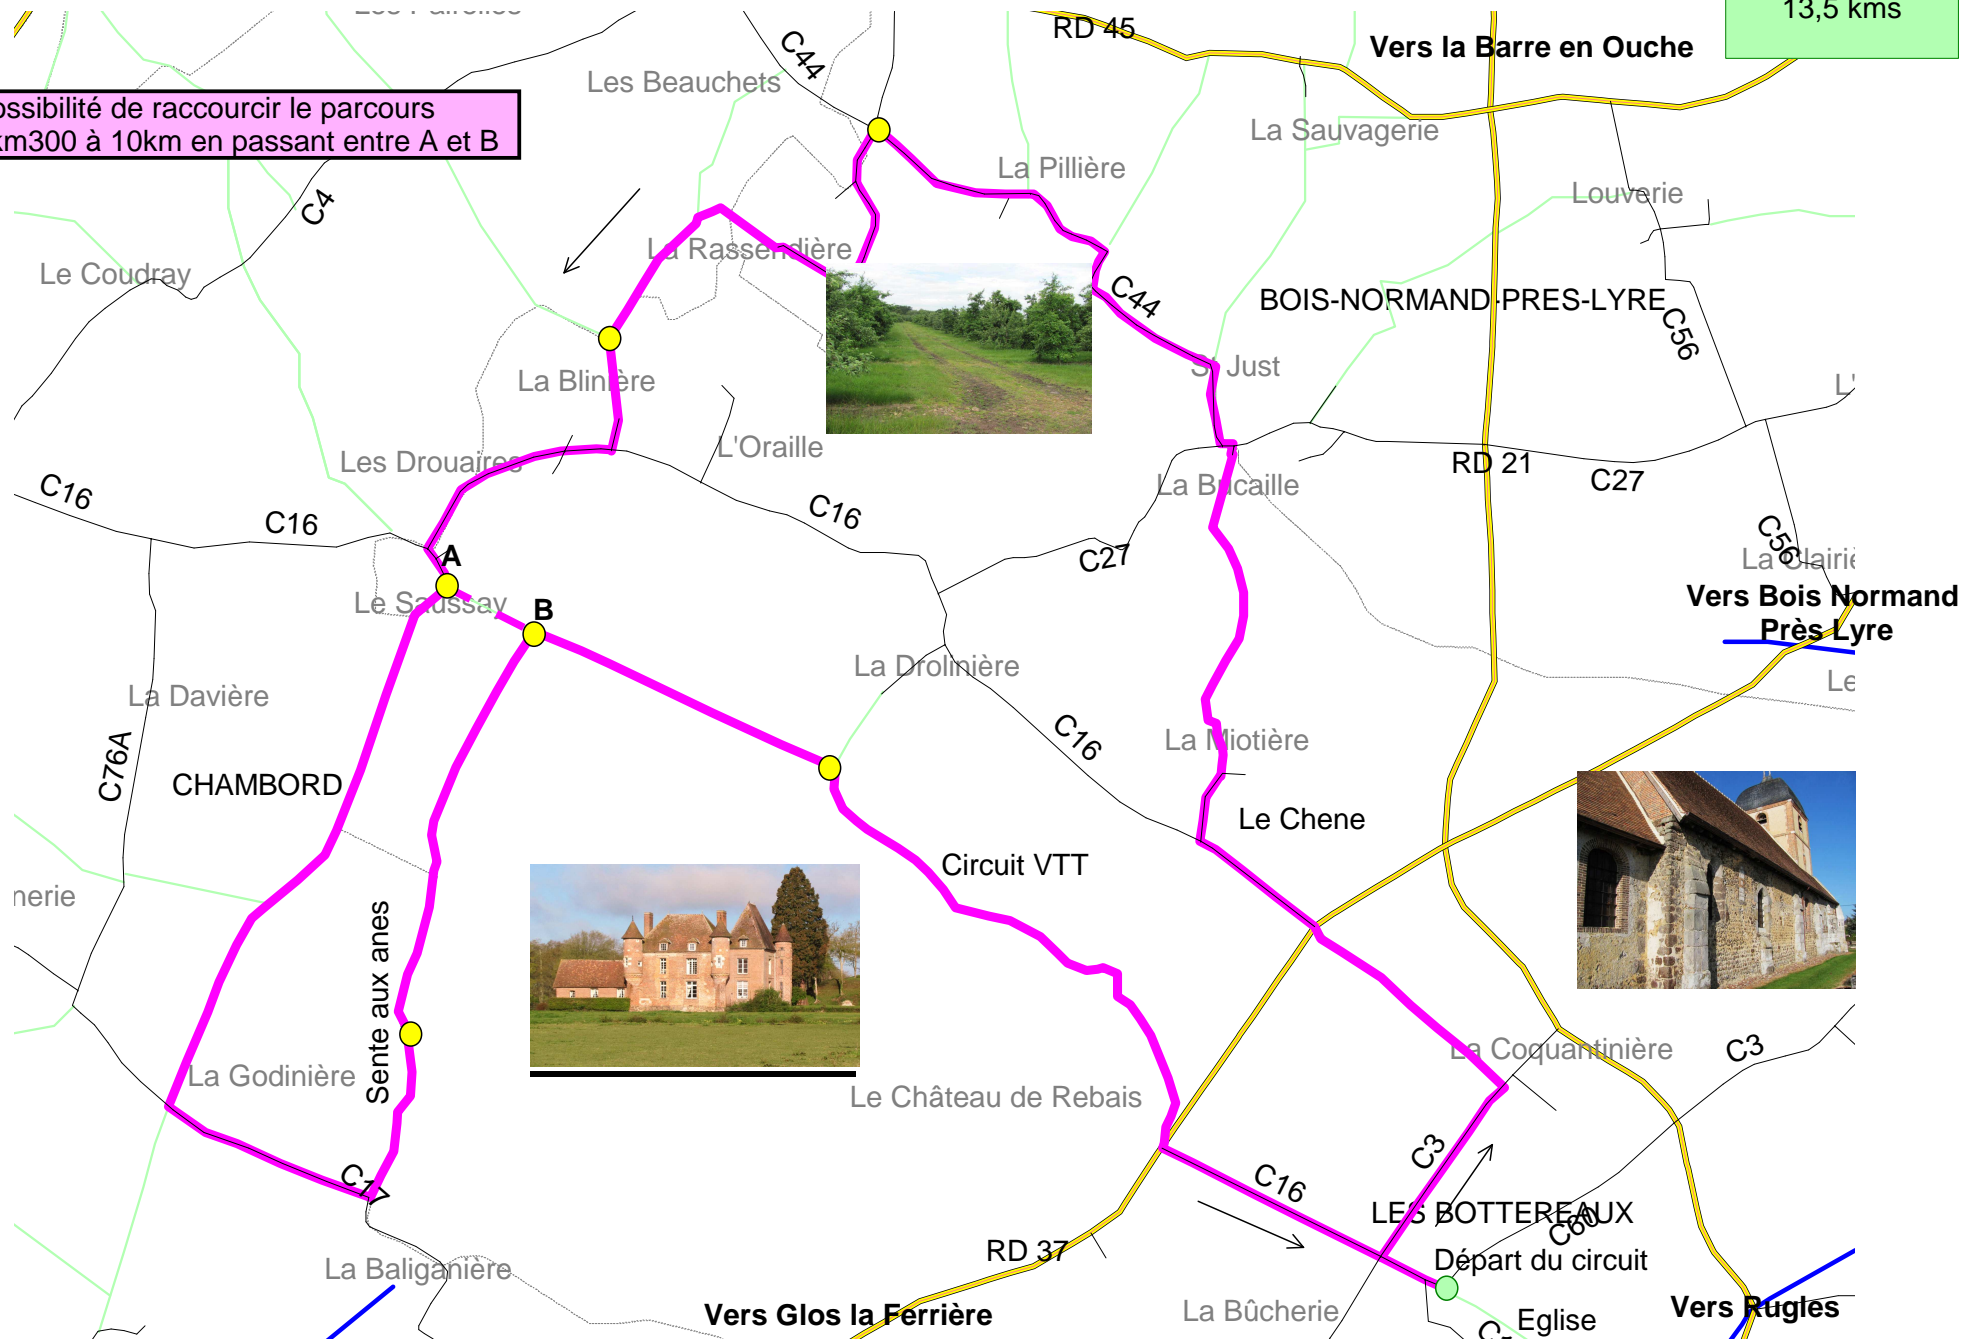 13,5 kms
RD 45
Vers la Barre en Ouche
C44
Les Beauchets
ossibilité de raccourcir le parcours
km300 à 10km en passant entre A et B
La Sauvagerie
La Pillière
Louverie
C4
La Rassendière
Le Coudray
C44
BOIS-NORMAND-PRES-LYRE
C56
St Just
La Blinière
L'
L'Oraille
Les Drouaires
RD 21
C27
C16
C16
C16
La Bricaille
C56
C27
A
La Clairiè
Le Saussay
B
Vers Bois Normand
Près Lyre
La Drolinière
Le
La Davière
C16
La Miotière
C76A
CHAMBORD
Le Chene
Circuit VTT
nerie
Sente aux anes
La Coquantinière
C3
La Godinière
Le Château de Rebais
C3
C17
C16
LES BOTTEREAUX
C60
RD 37
Départ du circuit
La Baliganière
Vers Glos la Ferrière
La Bûcherie
Eglise
Vers Rugles